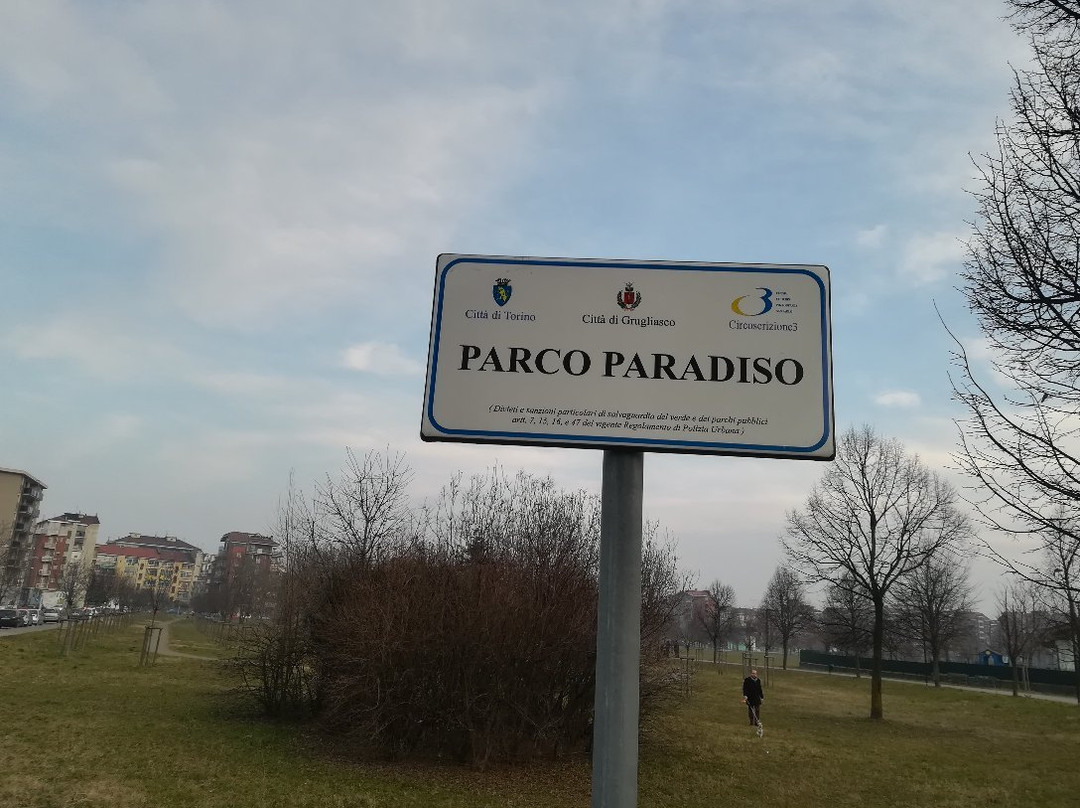 Città di Torino
Città di Grugliasco
Circoscrizione3
PARCO PARADISO
( Divieti e sanzioni particolari di salvaguardia del verde e dei parchi pubblici
artt. 7, 15, 16, e 47 del vigente Regolamento di Polizia Urbana )